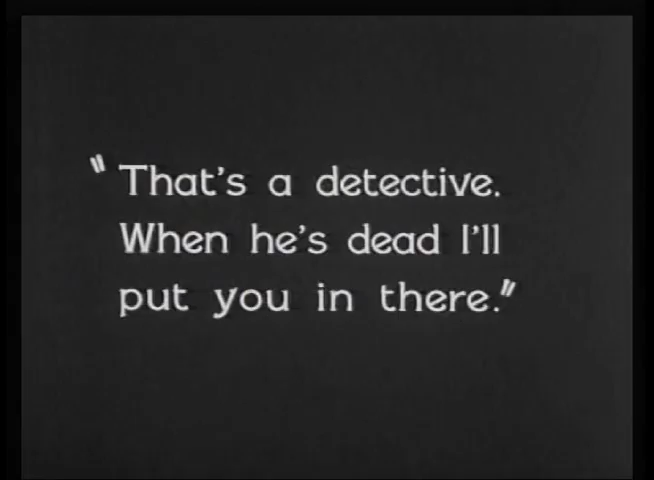 "That's a detective.
When he's dead I'll
put you in there."